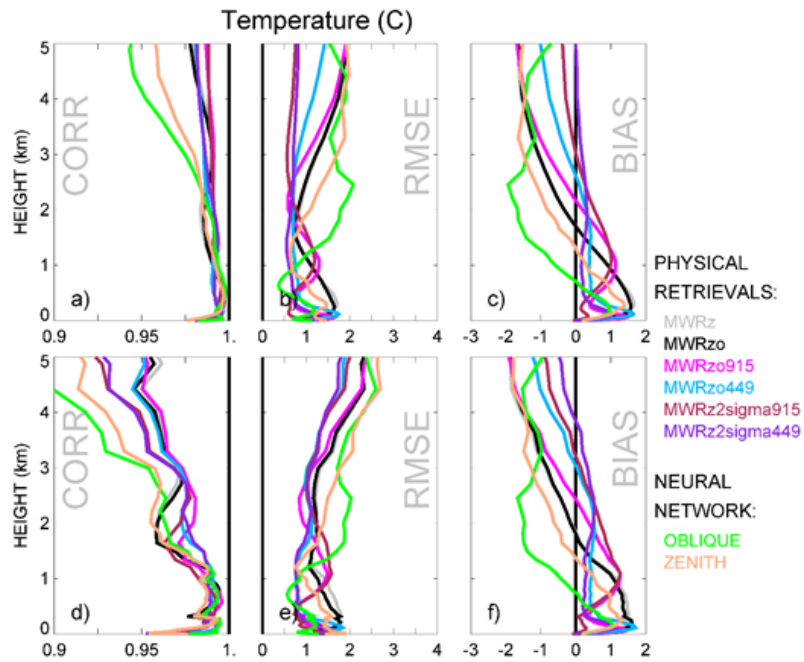 Temperature (C)
5
4
3
2
1
0
HEIGHT (km)
CORR
a)
0.9 0.95 1.
RMSE
b)
0 1 2 3 4
BIAS
c)
-3 -2 -1 0 1 2
5
4
3
2
1
0
HEIGHT (km)
CORR
d)
0.9 0.95 1.
RMSE
e)
0 1 2 3 4
BIAS
f)
-3 -2 -1 0 1 2
PHYSICAL
RETRIEVALS:
MWRz
MWRzo
MWRzo915
MWRzo449
MWRz2sigma915
MWRz2sigma449
NEURAL
NETWORK:
OBLIQUE
ZENITH